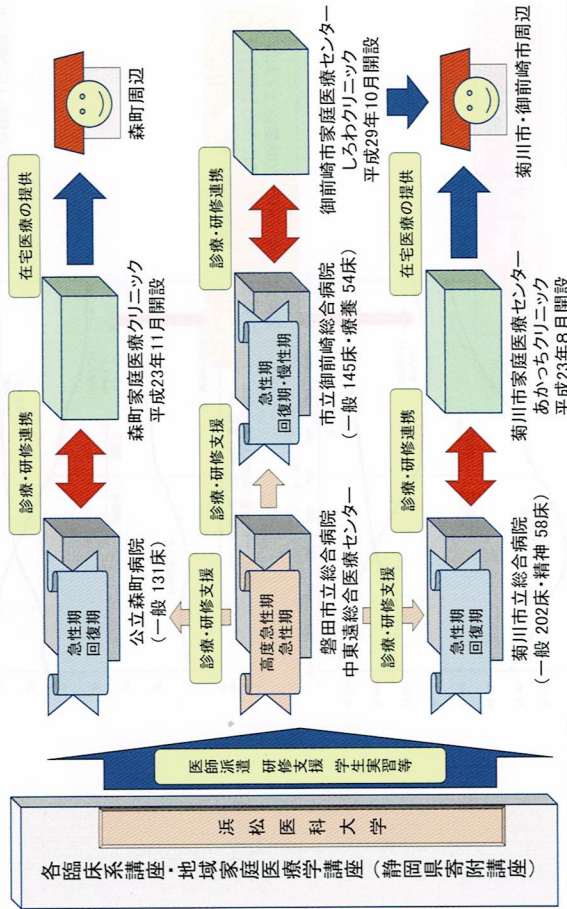 各臨床系講座・地域家庭医療学講座（静岡県寄附講座）
浜松医科大学
医師派遣 研修支援 学生実習等
急性期
回復期
公立森町病院
（一般 131床）
診療・研修連携
森町家庭医療クリニック
平成23年11月開設
在宅医療の提供
森町周辺
診療・研修支援
高度急性期
急性期
磐田市立総合病院
中東遠総合医療センター
診療・研修支援
急性期
回復期・慢性期
市立御前崎総合病院
（一般 145床・療養 54床）
診療・研修連携
御前崎市家庭医療センター
しろわクリニック
平成29年10月開設
診療・研修支援
急性期
回復期
菊川市立総合病院
（一般 202床・精神 58床）
診療・研修連携
菊川市家庭医療センター
あかっちクリニック
平成23年8月開設
在宅医療の提供
菊川市・御前崎市周辺